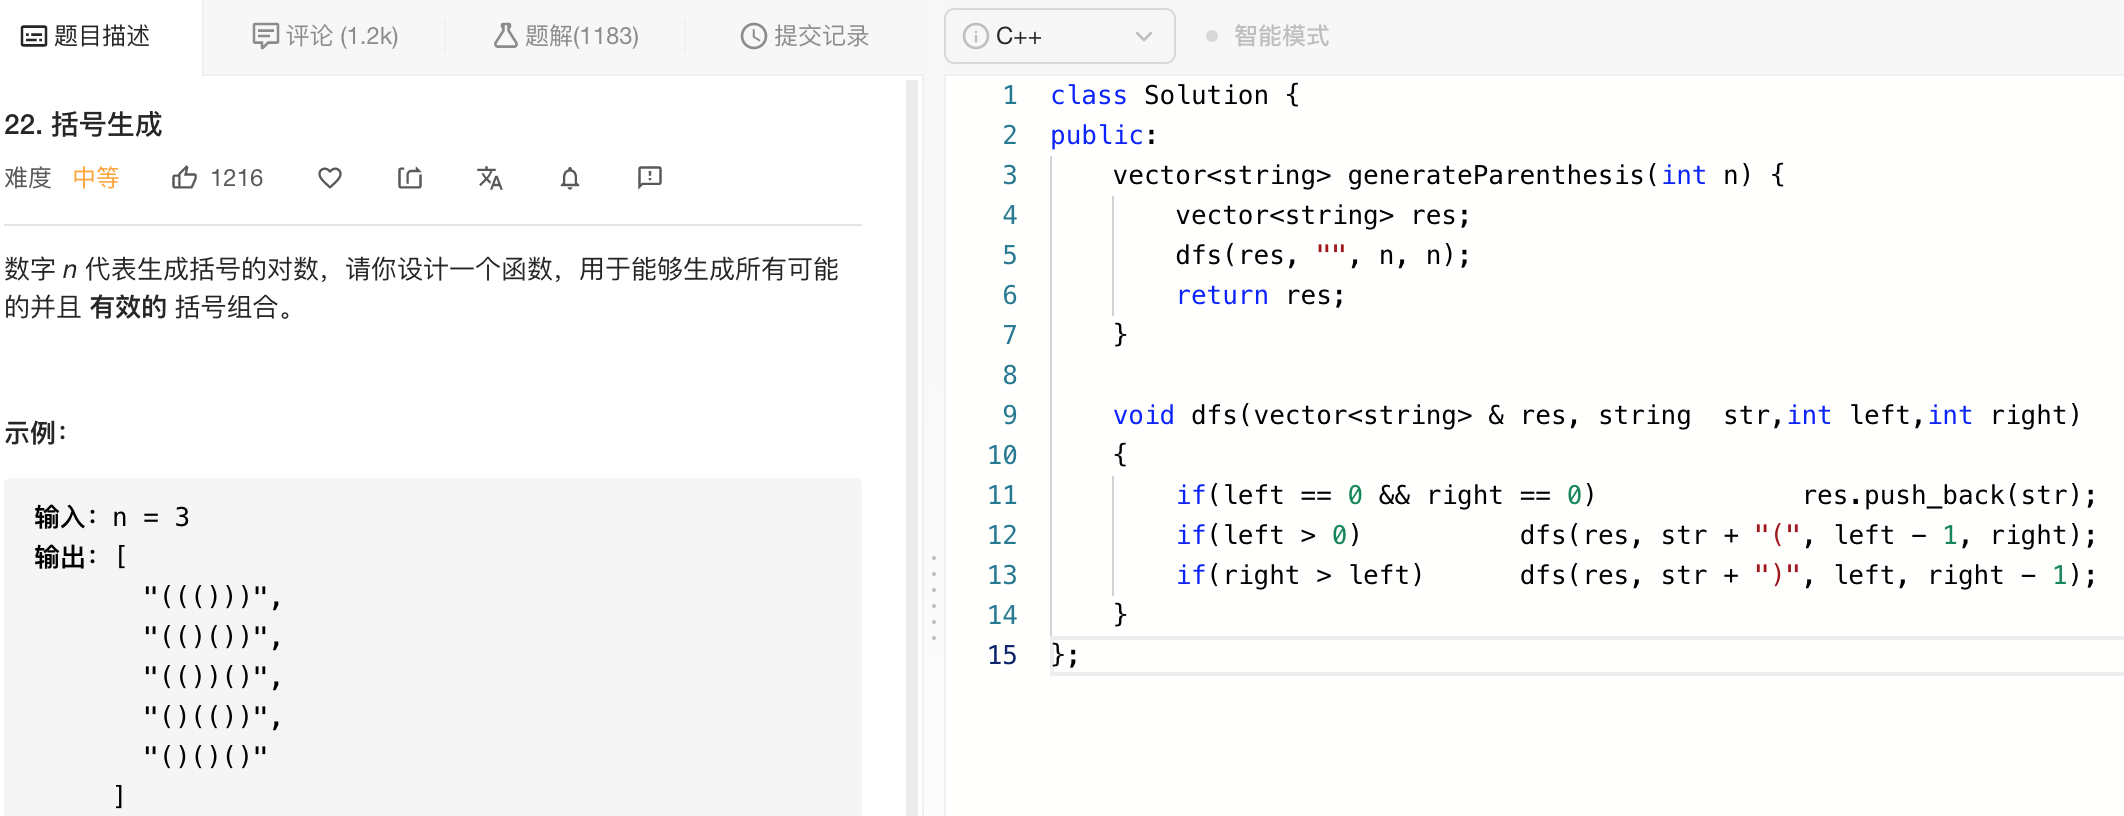 题目描述
评论 (1.2k)
题解(1183)
提交记录
22. 括号生成
难度 中等 1216
数字 n 代表生成括号的对数，请你设计一个函数，用于能够生成所有可能
的并且 有效的 括号组合。
示例：
输入：n = 3
输出：[
"((()))",
"(()())",
"(())()",
"()(())",
"()()()"
]
C++
智能模式
1 class Solution {
2 public:
3 vector<string> generateParenthesis(int n) {
4 vector<string> res;
5 dfs(res, "", n, n);
6 return res;
7 }
8
9 void dfs(vector<string> & res, string  str,int left,int right)
10 {
11 if(left == 0 && right == 0) res.push_back(str);
12 if(left > 0) dfs(res, str + "(", left - 1, right);
13 if(right > left) dfs(res, str + ")", left, right - 1);
14 }
15 };